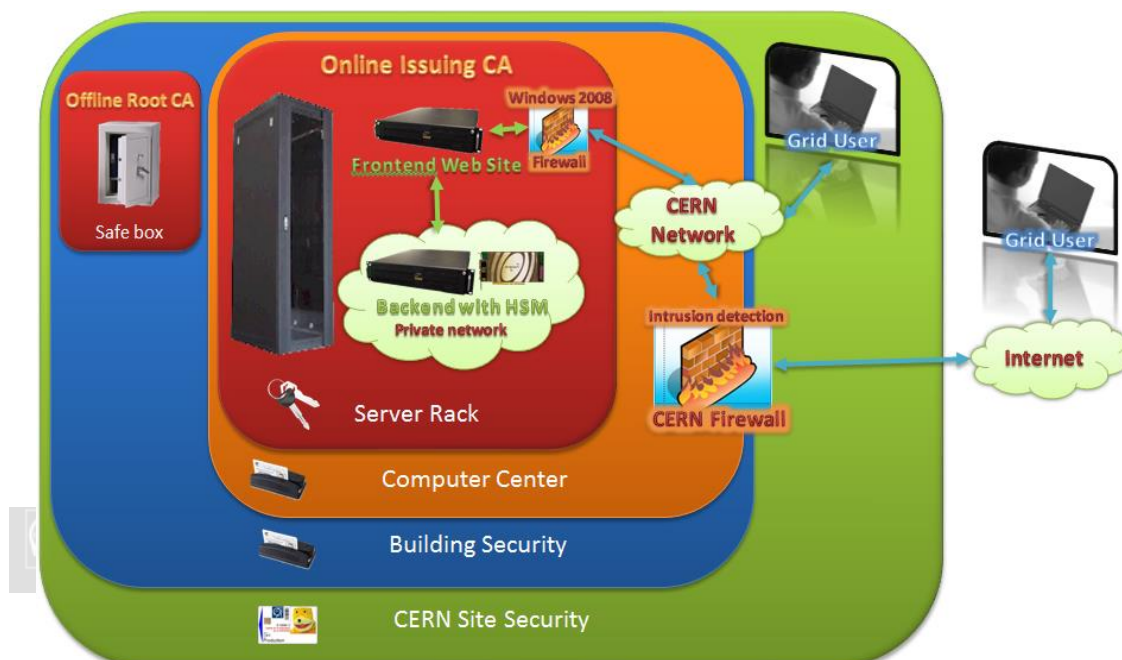 Online Issuing CA
Offline Root CA
Safe box
Windows 2008
Firewall
Frontend Web Site
Backend with HSM
Private network
Server Rack
CERN
Network
Grid User
Grid User
Intrusion detection
CERN Firewall
Internet
Computer Center
Building Security
CERN Site Security